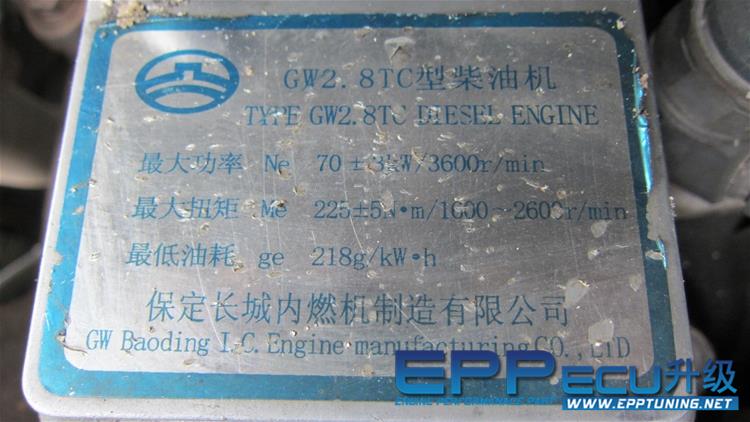 GW2.8TC型柴油机
TYPE GW2.8TC DIESEL ENGINE
最大功率 Ne 70±3kW/3600r/min
最大扭矩 Me 225±5N·m/1600~2600r/min
最低油耗 ge 218g/kW·h
保定长城内燃机制造有限公司
GW Baoding I.C. Engine manufacturing CO., LTD
EPPECU升级
ENGINE PERFORMANCE PART
WWW.EPPTUNING.NET